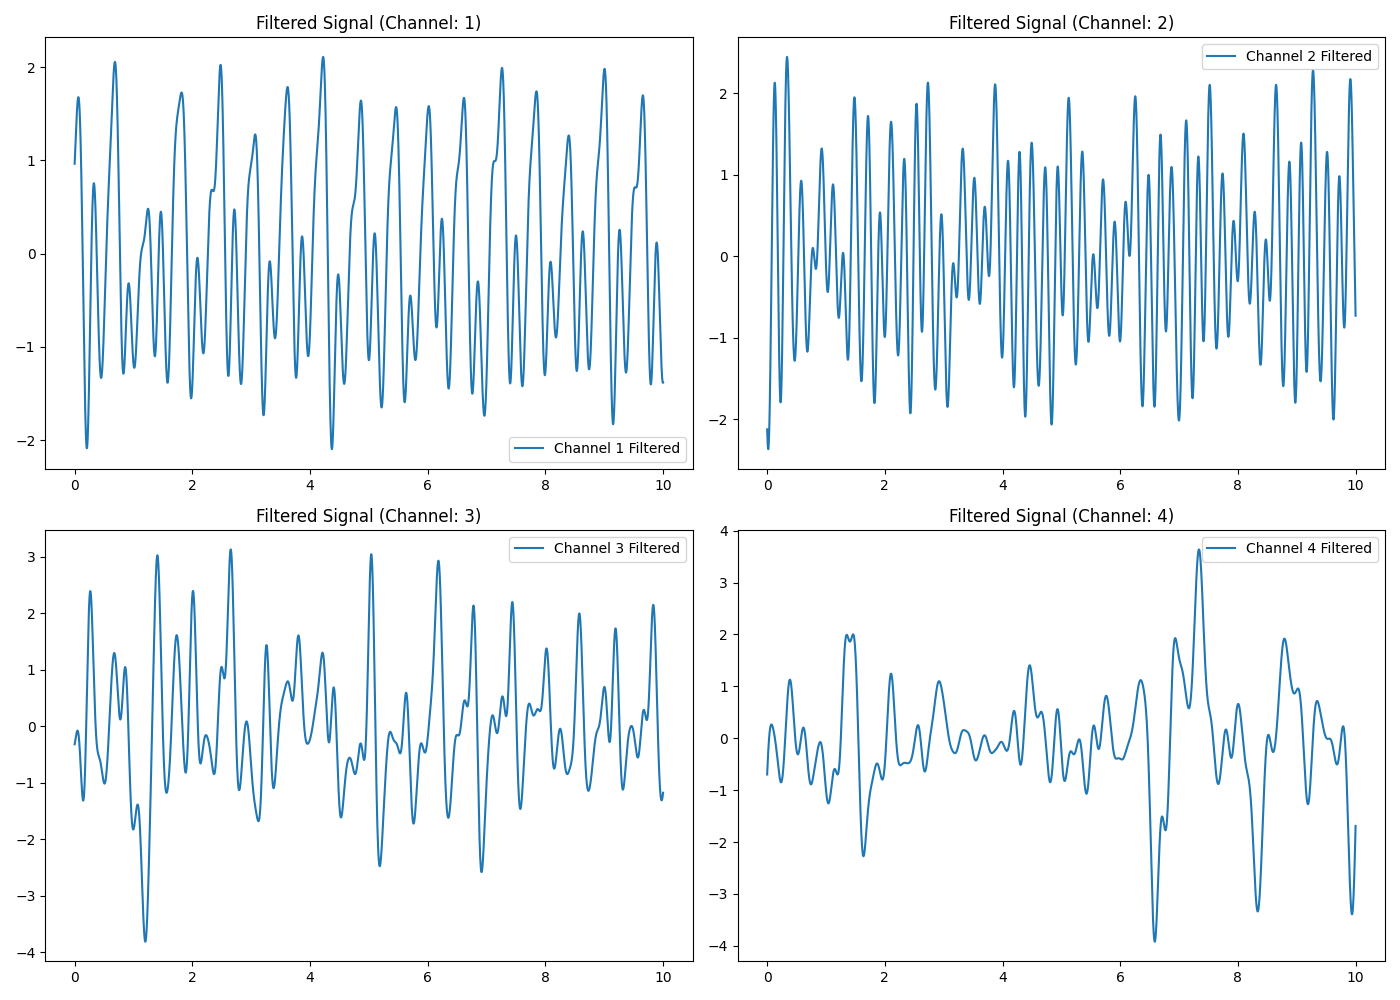 Filtered Signal (Channel: 1)
2
1
0
−1
−2
Channel 1 Filtered
0 2 4 6 8 10
Filtered Signal (Channel: 2)
Channel 2 Filtered
2
1
0
−1
−2
0 2 4 6 8 10
Filtered Signal (Channel: 3)
Channel 3 Filtered
3
2
1
0
−1
−2
−3
−4
0 2 4 6 8 10
Filtered Signal (Channel: 4)
Channel 4 Filtered
4
3
2
1
0
−1
−2
−3
−4
0 2 4 6 8 10